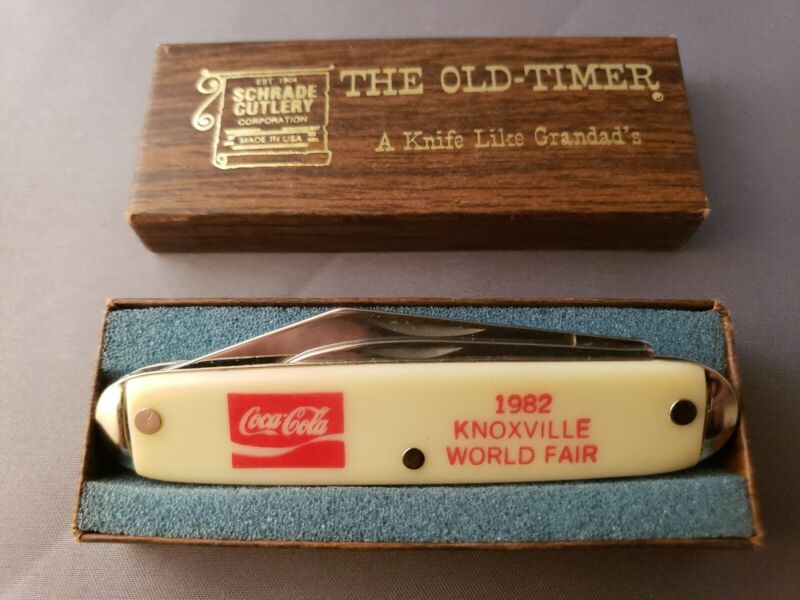 EST. 1904
SCHRADE
CUTLERY
CORPORATION
MADE IN USA
THE OLD-TIMER®
A Knife Like Grandad's
Coca-Cola
1982
KNOXVILLE
WORLD FAIR